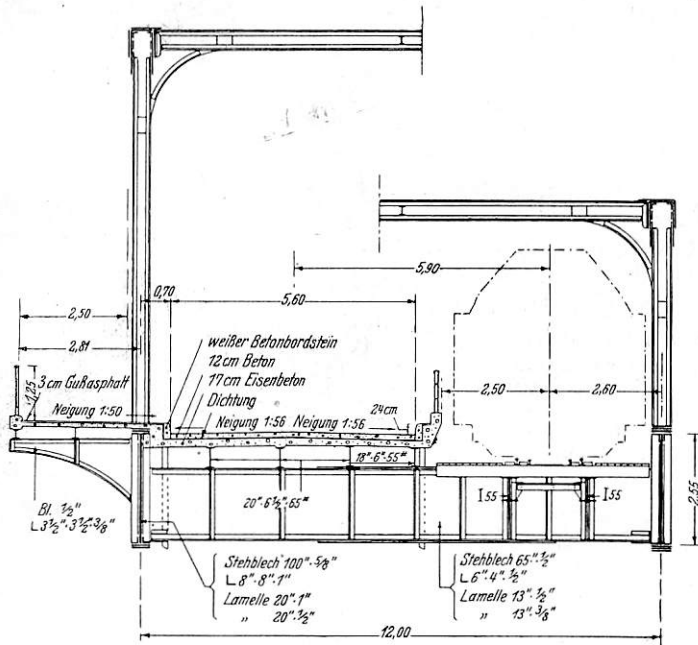 5,90
0,70
5,60
2,50
2,81
weißer Betonbordstein
12 cm Beton
17 cm Eisenbeton
Dichtung
1,25
3 cm Gußasphalt
Neigung 1:50
Neigung 1:56 Neigung 1:56
24 cm
2,50
2,60
18"·6"·55#
20"·6½"·65#
I 55
I 55
2,55
Bl. ½"
L 3½"·3½"·3/8"
Stehblech 100"·5/8"
L 8"·8"·1"
Lamelle 20"·1"
" 20"·½"
Stehblech 65"·½"
L 6"·4"·½"
Lamelle 13"·½"
" 13"·3/8"
12,00